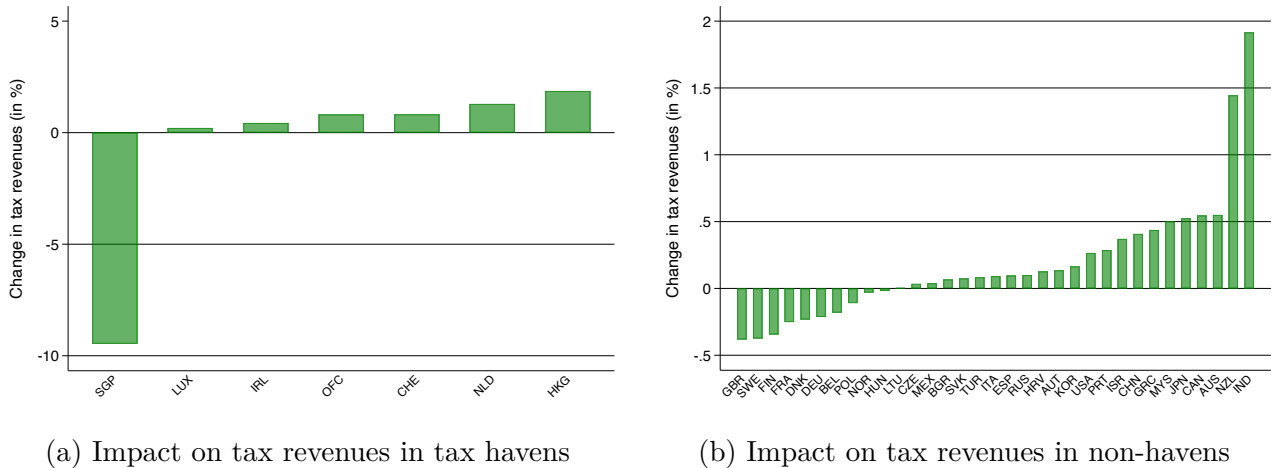 5
0
-5
-10
Change in tax revenues (in %)
SGP
LUX
IRL
OFC
CHE
NLD
HKG
(a) Impact on tax revenues in tax havens
2
1.5
1
.5
0
-.5
Change in tax revenues (in %)
GBR
SWE
FIN
FRA
DNK
DEU
BEL
POL
NOR
HUN
LTU
CZE
MEX
BGR
SVK
TUR
ITA
ESP
RUS
HRV
AUT
KOR
USA
PRT
ISR
CHN
GRC
MYS
JPN
CAN
AUS
NZL
IND
(b) Impact on tax revenues in non-havens